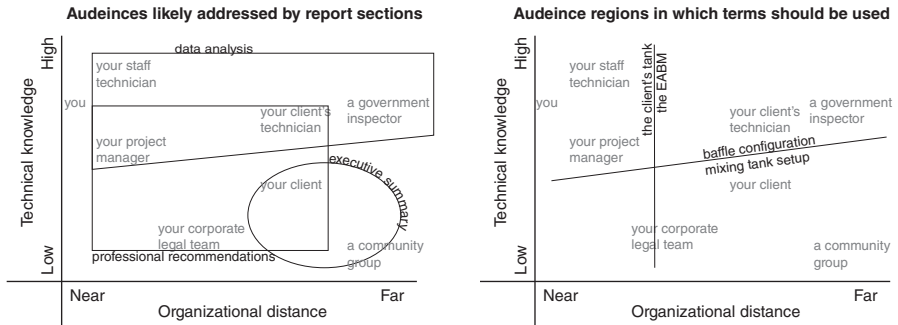 Audeinces likely addressed by report sections
High
data analysis
your staff
technician
you
your client's
technician
a government
inspector
your project
manager
Technical knowledge
executive summary
your client
your corporate
legal team
a community
group
professional recommendations
Low
Near
Far
Organizational distance
Audeince regions in which terms should be used
High
your staff
technician
the client's tank
the EABM
you
your client's
technician
a government
inspector
your project
manager
Technical knowledge
baffle configuration
mixing tank setup
your client
your corporate
legal team
a community
group
Low
Near
Far
Organizational distance